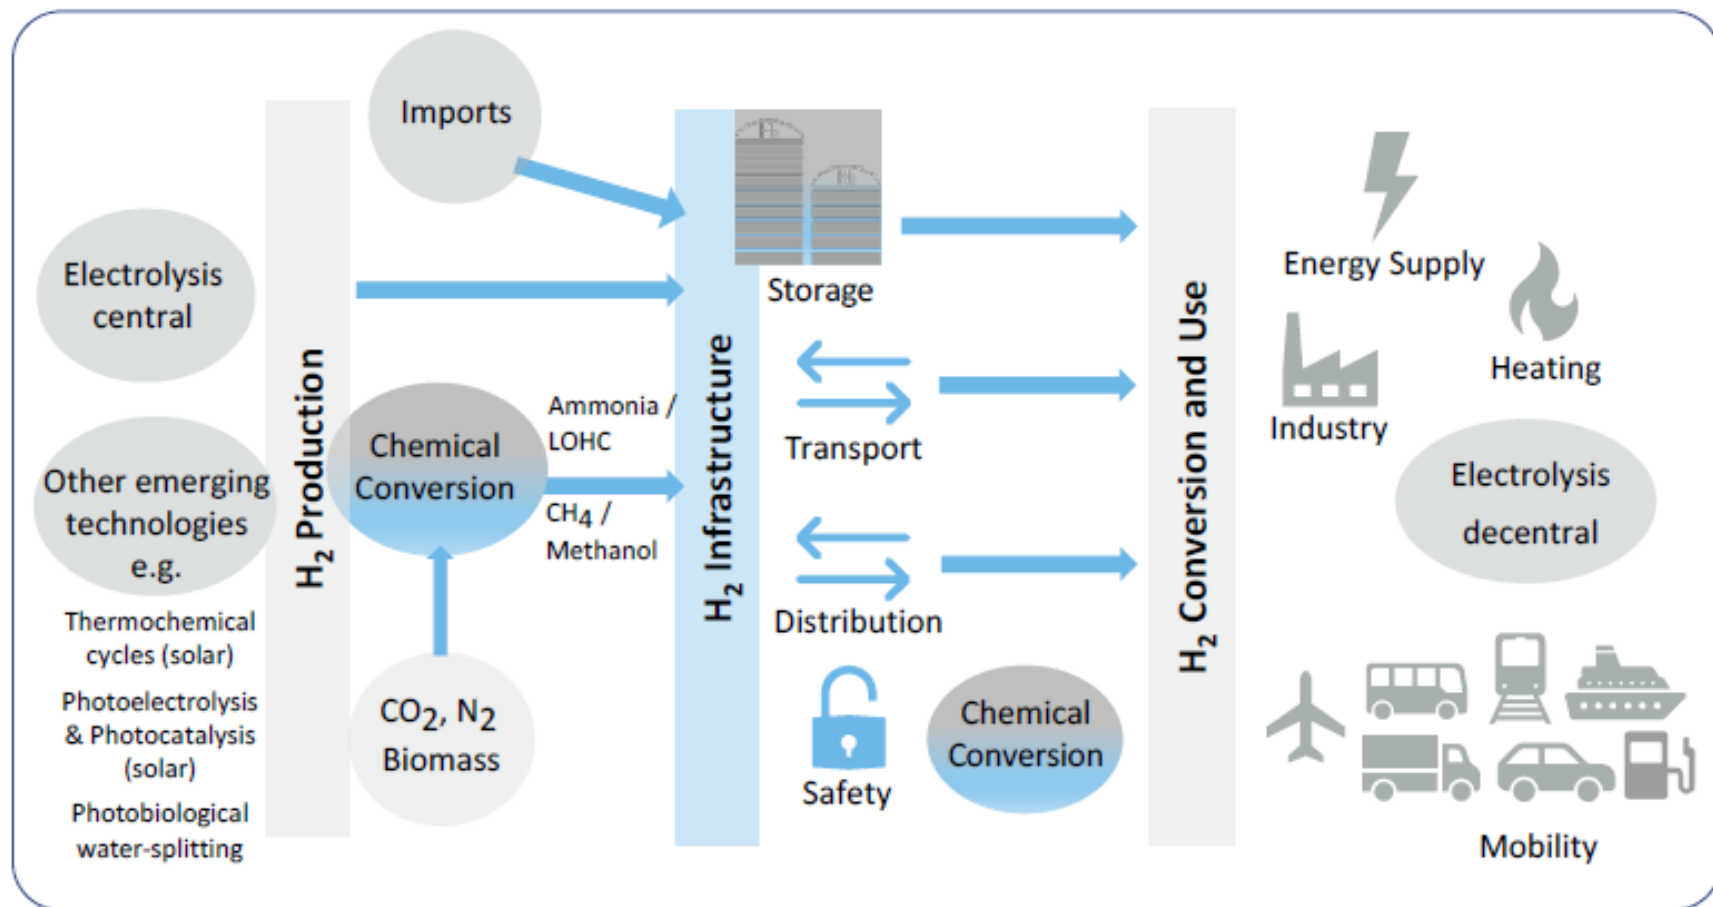 Imports
Electrolysis
central
Other emerging
technologies
e.g.
Thermochemical
cycles (solar)
Photoelectrolysis
& Photocatalysis
(solar)
Photobiological
water-splitting
H2 Production
Chemical
Conversion
Ammonia /
LOHC
CH4 /
Methanol
CO2, N2
Biomass
H2 Infrastructure
H2
H2
Storage
Transport
Distribution
Safety
Chemical
Conversion
H2 Conversion and Use
Energy Supply
Heating
Industry
Electrolysis
decentral
Mobility